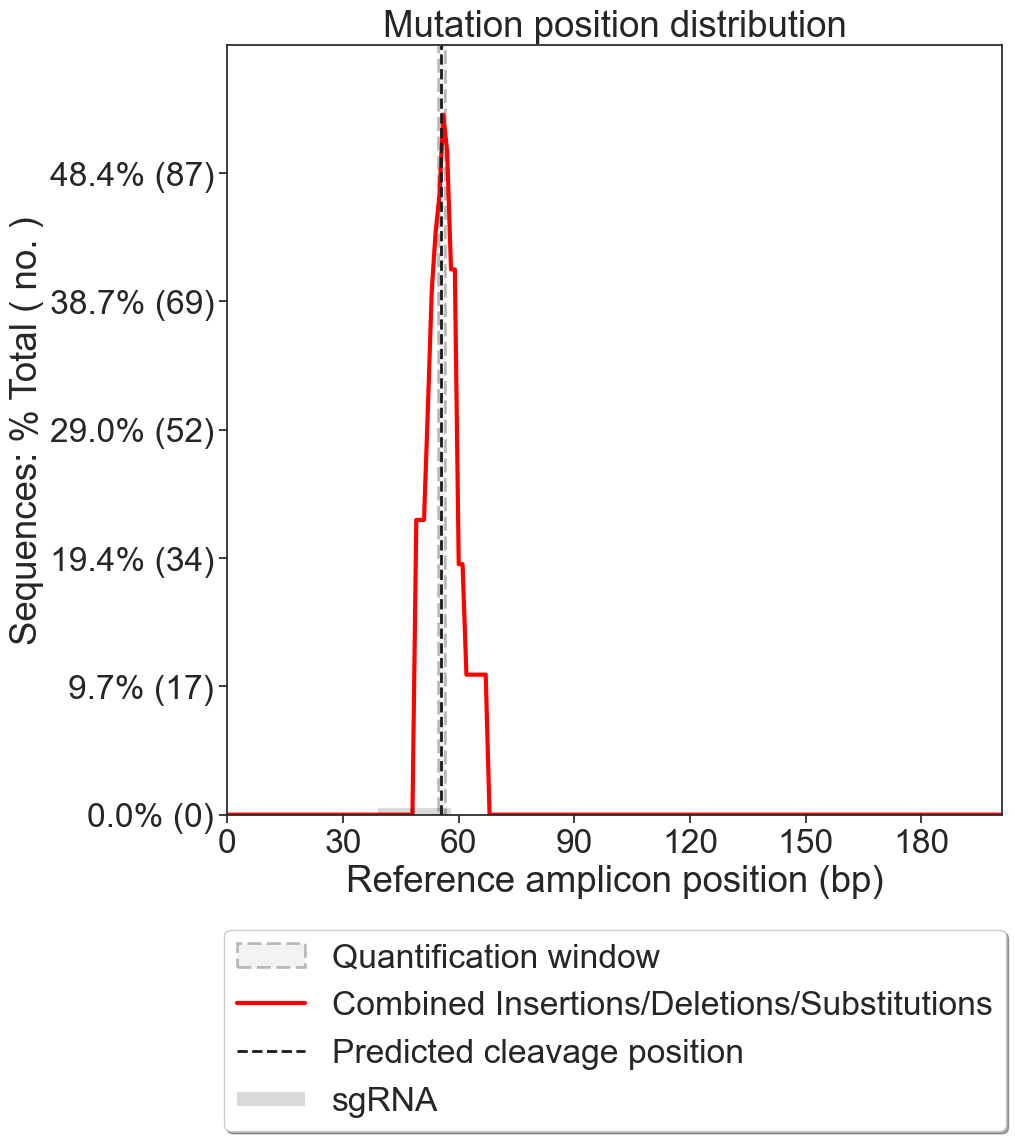 Mutation position distribution
Sequences: % Total ( no. )
48.4% (87)
38.7% (69)
29.0% (52)
19.4% (34)
9.7% (17)
0.0% (0)
0 30 60 90 120 150 180
Reference amplicon position (bp)
Quantification window
Combined Insertions/Deletions/Substitutions
Predicted cleavage position
sgRNA